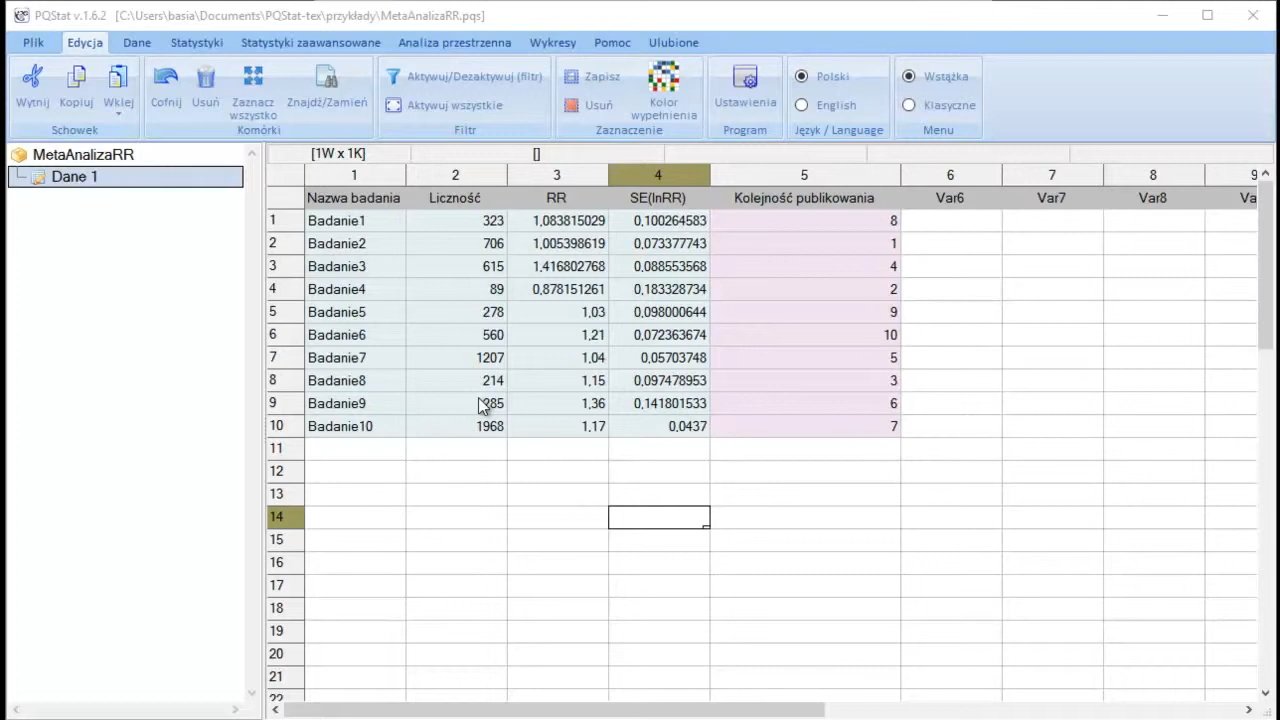 PQStat v.1.6.2 [C:\Users\basia\Documents\PQStat-tex\przykłady\MetaAnalizaRR.pqs]
Plik Edycja Dane Statystyki Statystyki zaawansowane Analiza przestrzenna Wykresy Pomoc Ulubione
Wytnij Kopiuj Wklej
Schowek
Cofnij Usuń Zaznacz wszystko Znajdź/Zamień
Komórki
Aktywuj/Dezaktywuj (filtr)
Aktywuj wszystkie
Filtr
Zapisz
Usuń
Kolor wypełnienia
Zaznaczenie
Ustawienia
Program
Polski
English
Język / Language
Wstążka
Klasyczne
Menu
MetaAnalizaRR
Dane 1
[1W x 1K] []
1 2 3 4 5 6 7 8 9
Nazwa badania Liczność RR SE(lnRR) Kolejność publikowania Var6 Var7 Var8 Va
1 Badanie1 323 1,083815029 0,100264583 8
2 Badanie2 706 1,005398619 0,073377743 1
3 Badanie3 615 1,416802768 0,088553568 4
4 Badanie4 89 0,878151261 0,183328734 2
5 Badanie5 278 1,03 0,098000644 9
6 Badanie6 560 1,21 0,072363674 10
7 Badanie7 1207 1,04 0,05703748 5
8 Badanie8 214 1,15 0,097478953 3
9 Badanie9 285 1,36 0,141801533 6
10 Badanie10 1968 1,17 0,0437 7
11
12
13
14
15
16
17
18
19
20
21
22